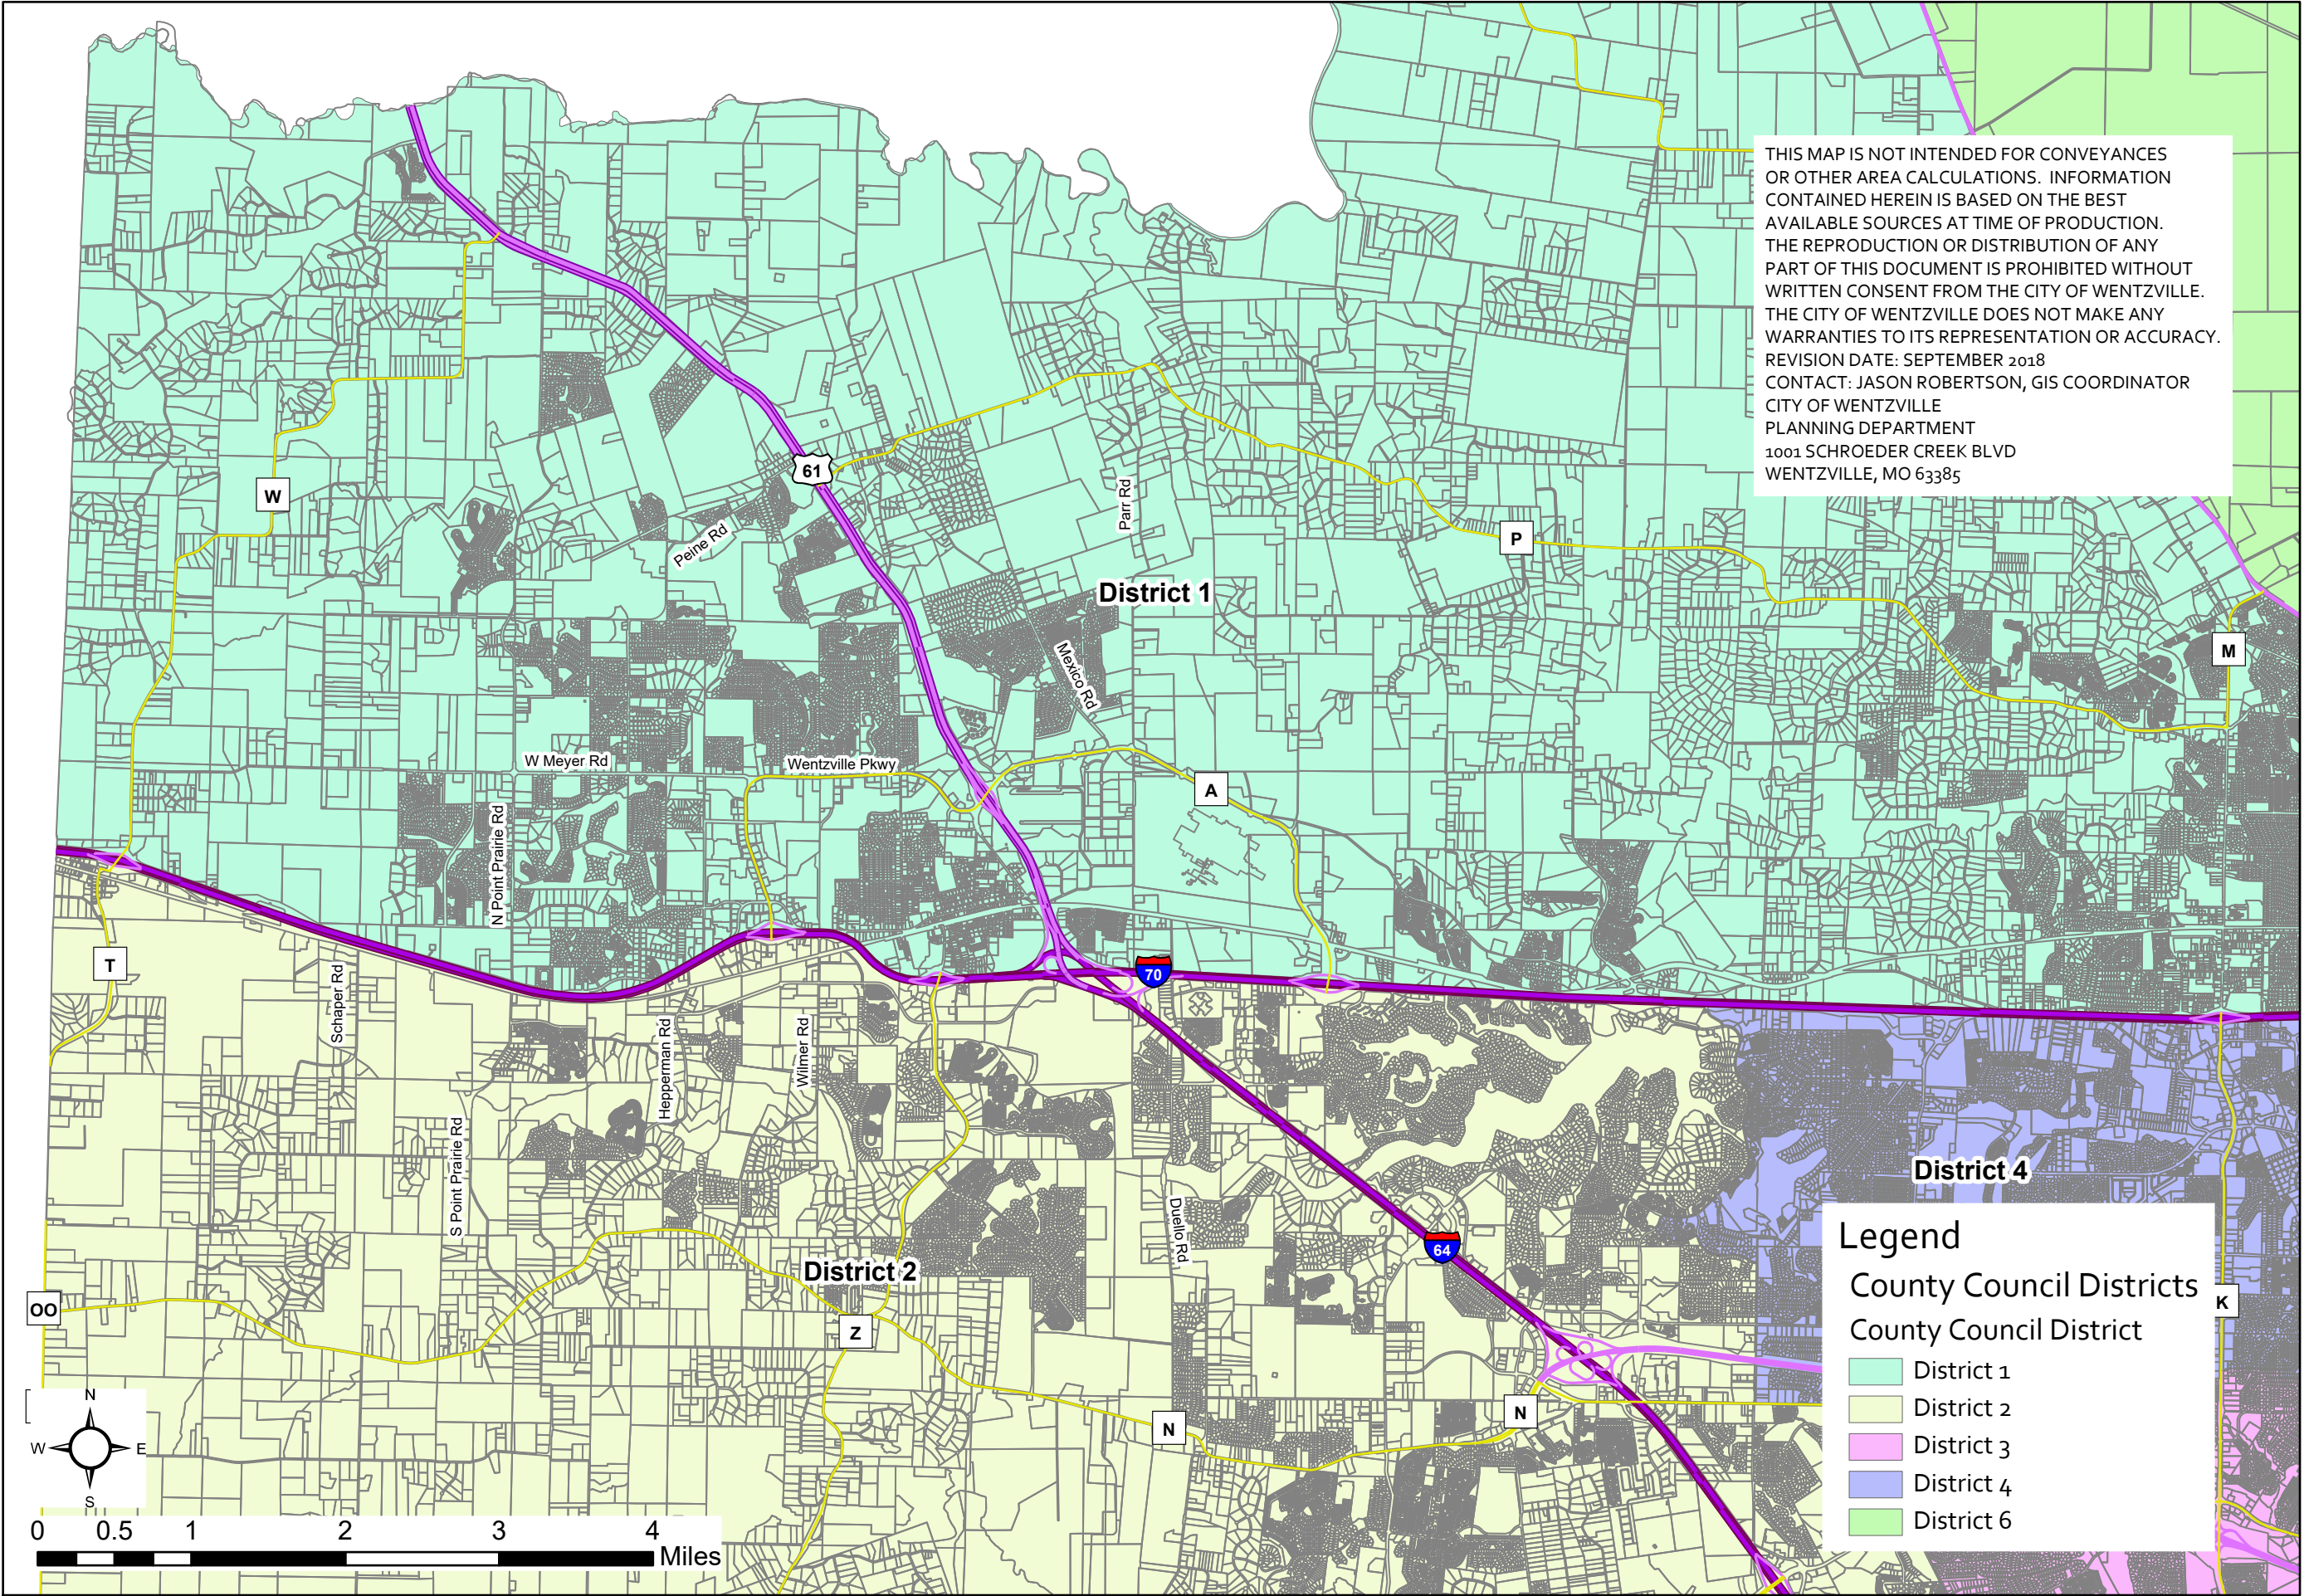 THIS MAP IS NOT INTENDED FOR CONVEYANCES
OR OTHER AREA CALCULATIONS. INFORMATION
CONTAINED HEREIN IS BASED ON THE BEST
AVAILABLE SOURCES AT TIME OF PRODUCTION.
THE REPRODUCTION OR DISTRIBUTION OF ANY
PART OF THIS DOCUMENT IS PROHIBITED WITHOUT
WRITTEN CONSENT FROM THE CITY OF WENTZVILLE.
THE CITY OF WENTZVILLE DOES NOT MAKE ANY
WARRANTIES TO ITS REPRESENTATION OR ACCURACY.
REVISION DATE: SEPTEMBER 2018
CONTACT: JASON ROBERTSON, GIS COORDINATOR
CITY OF WENTZVILLE
PLANNING DEPARTMENT
1001 SCHROEDER CREEK BLVD
WENTZVILLE, MO 63385
61
W
Parr Rd
Peine Rd
P
District 1
M
Mexico Rd
W Meyer Rd
Wentzville Pkwy
A
N Point Prairie Rd
T
70
Schaper Rd
Hepperman Rd
Wilmer Rd
S Point Prairie Rd
District 4
Duello Rd
64
District 2
OO
Z
K
N
N
Legend
County Council Districts
County Council District
District 1
District 2
District 3
District 4
District 6
N
W
E
S
0 0.5 1 2 3 4
Miles